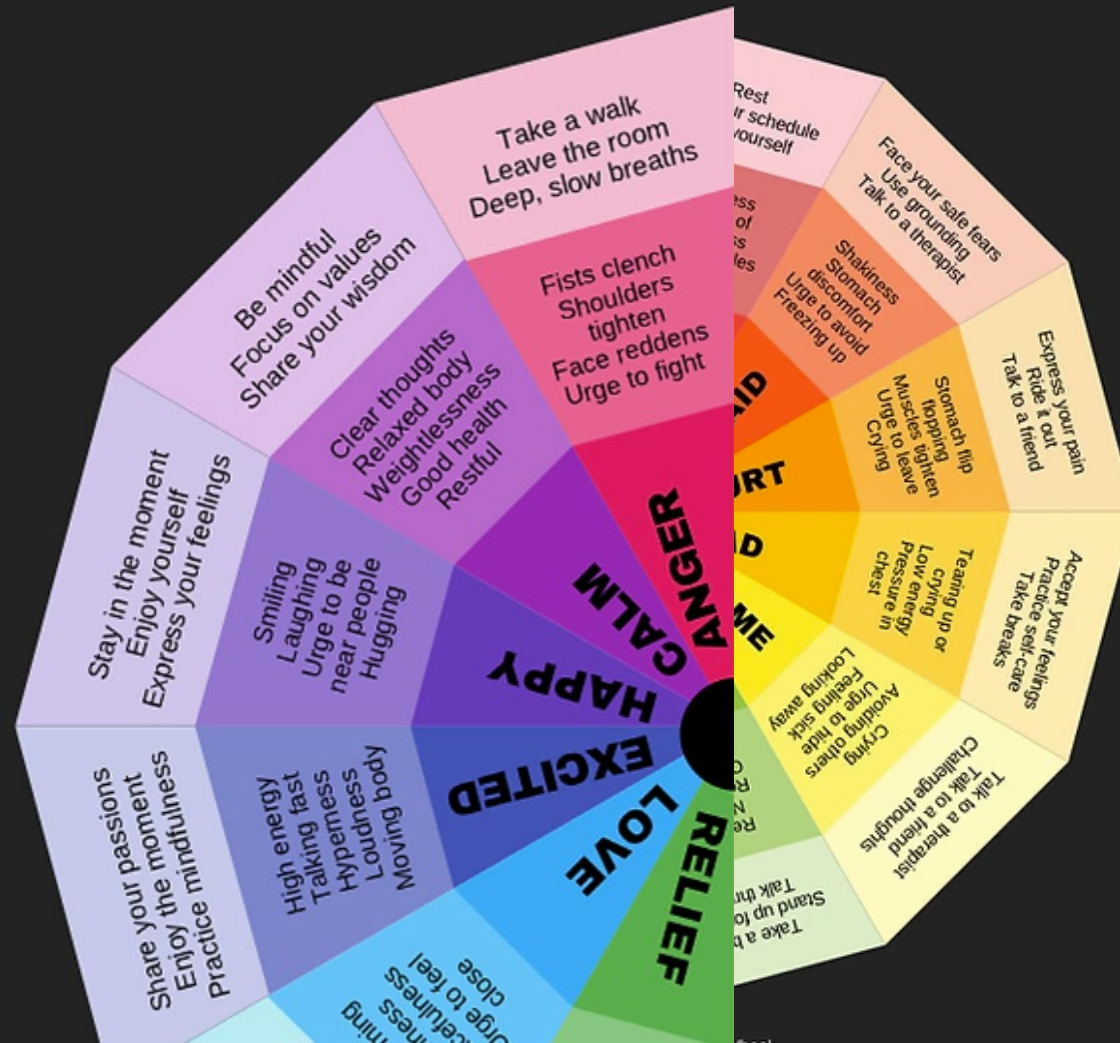 Take a walk
Leave the room
Deep, slow breaths
Fists clench
Shoulders
tighten
Face reddens
Urge to fight
ANGER
Be mindful
Focus on values
Share your wisdom
Clear thoughts
Relaxed body
Weightlessness
Good health
Restful
CALM
Stay in the moment
Enjoy yourself
Express your feelings
Smiling
Laughing
Urge to be
near people
Hugging
HAPPY
Share your passions
Enjoy the moment
Practice mindfulness
High energy
Talking fast
Hyperness
Loudness
Moving body
EXCITED
LOVE
Urge to feel
close
RELIEF
Rest
schedule
yourself
of
Face your safe fears
Use grounding
Talk to a therapist
Shakiness
Stomach
discomfort
Urge to avoid
Freezing up
Express your pain
Ride it out
Talk to a friend
Stomach flip
flopping
Muscles tighten
Urge to leave
Crying
Accept your feelings
Practice self-care
Take breaks
Tearing up or
crying
Low energy
Pressure in
chest
Talk to a therapist
Talk to a friend
Challenge thoughts
Crying
Avoiding others
Urge to hide
Feeling sick
Looking away
Take a
Stand up
Talk